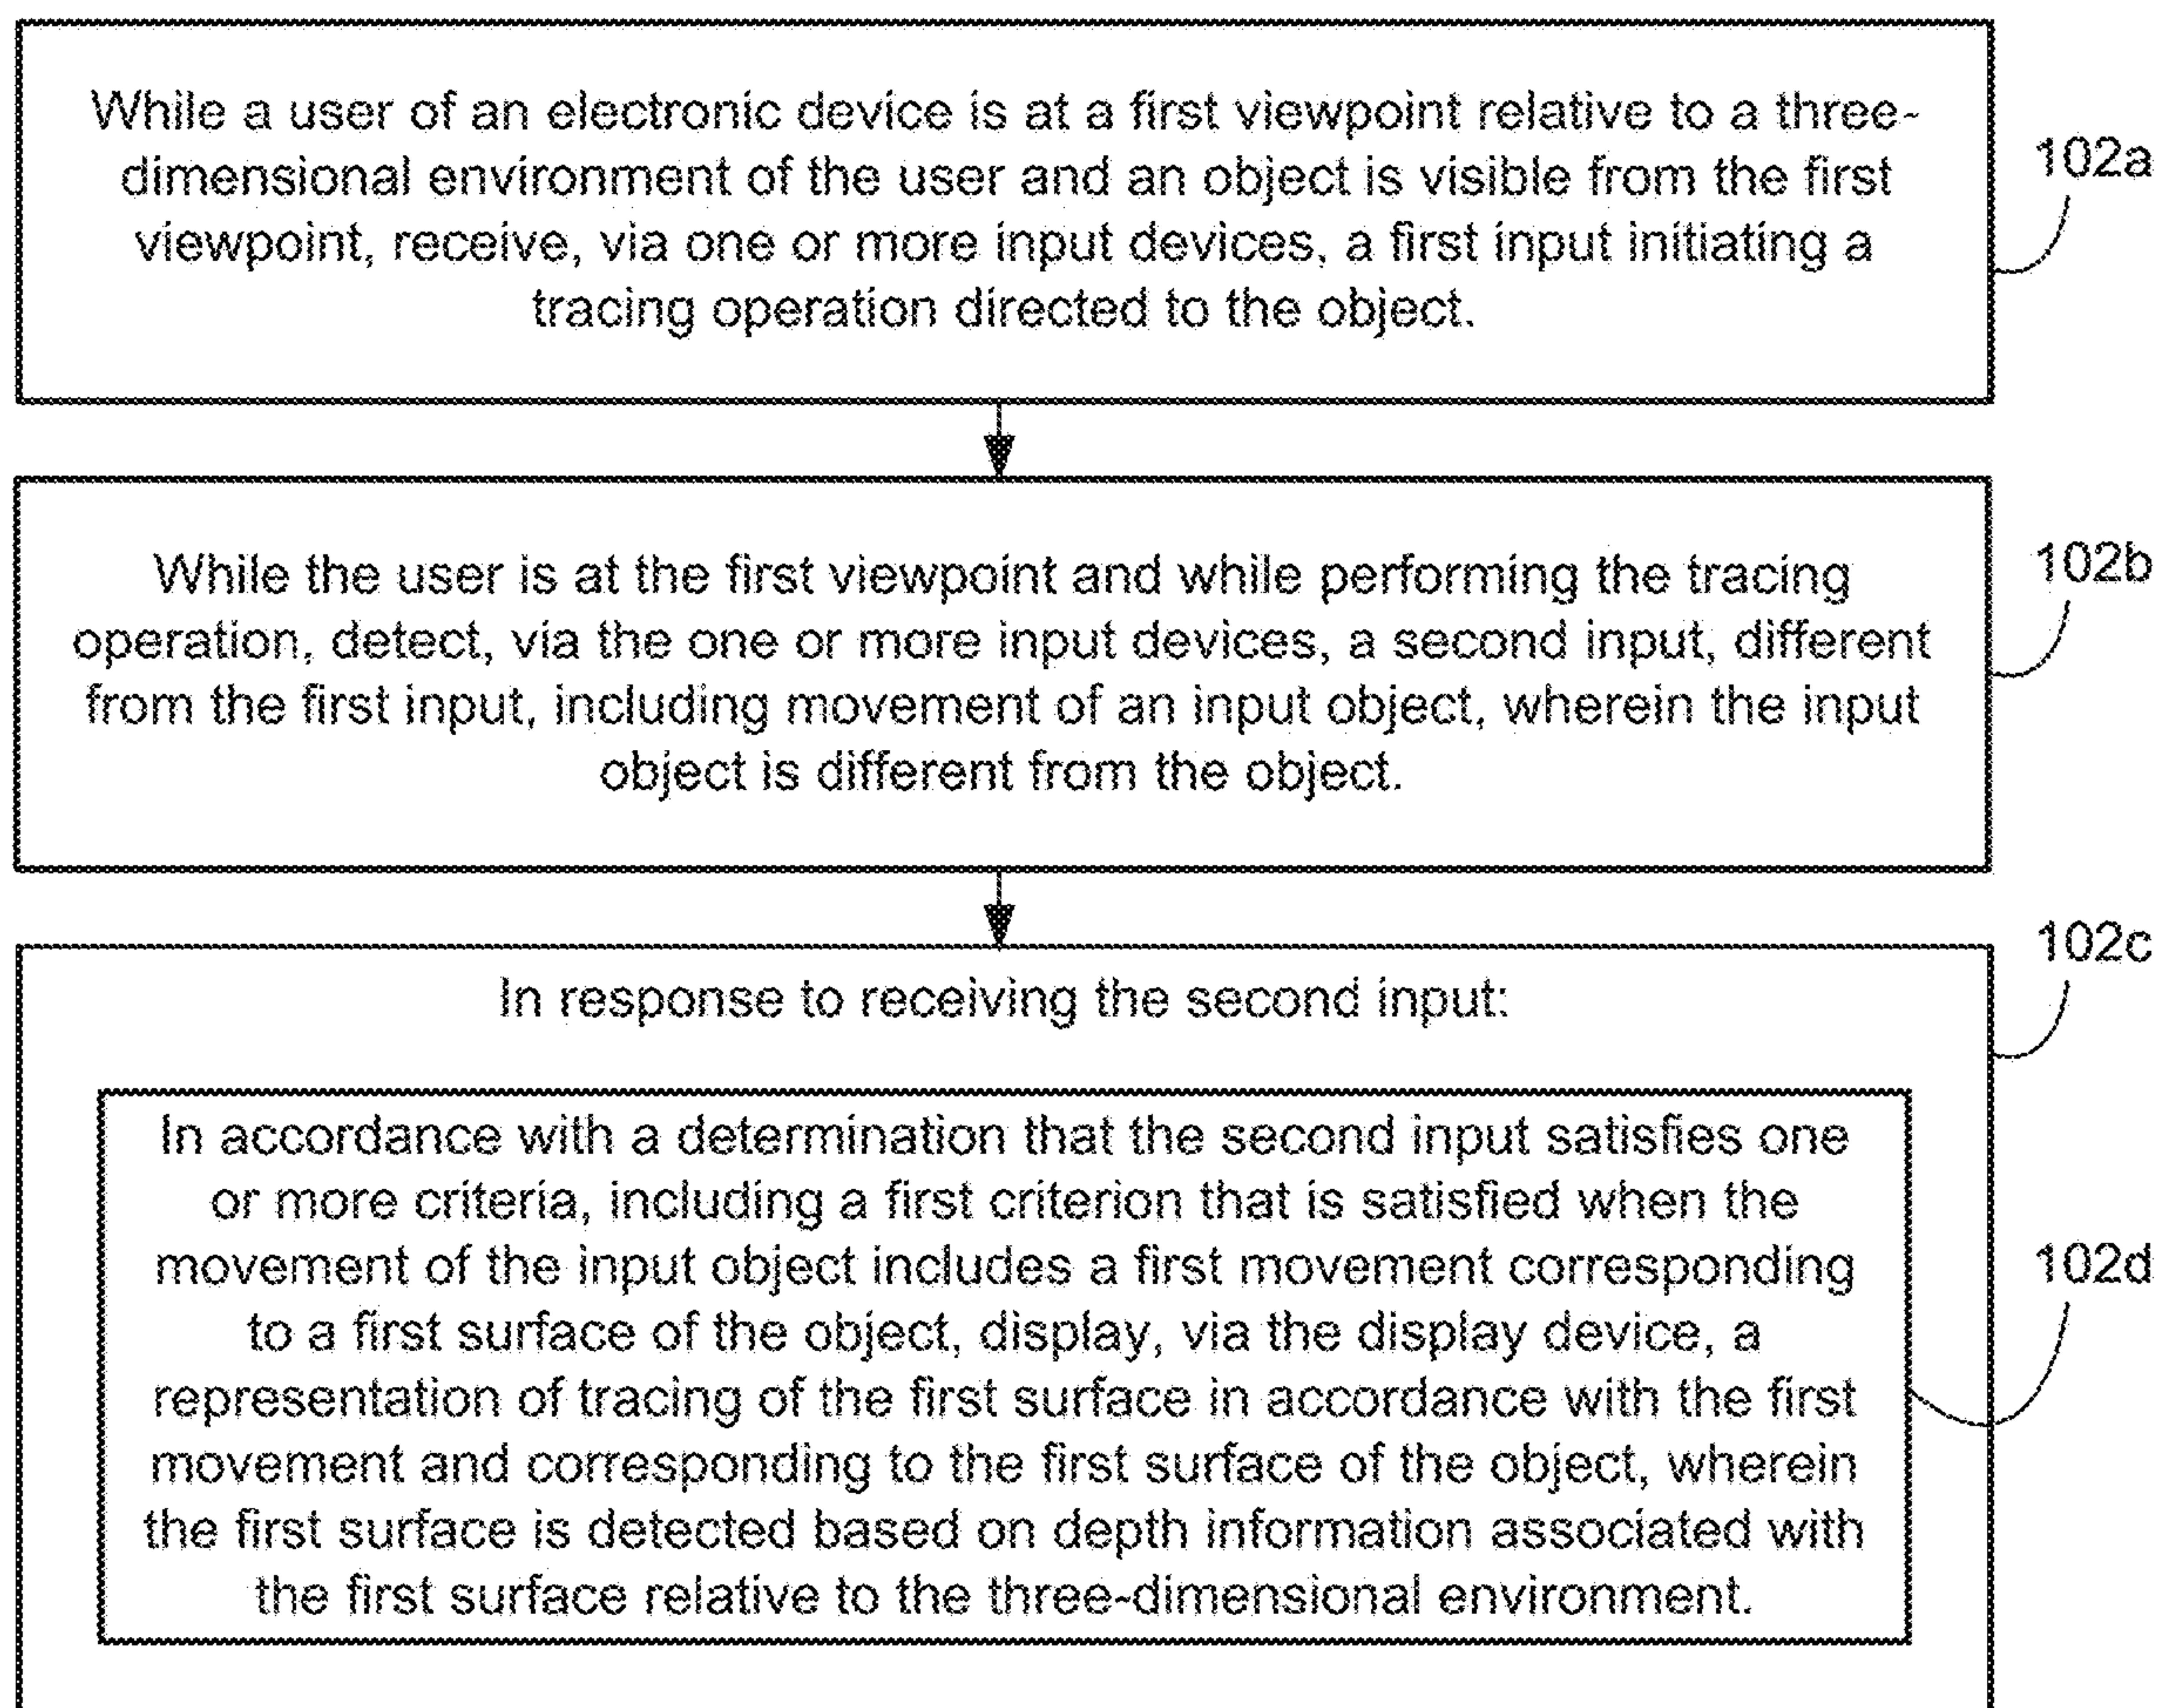 While a user of an electronic device is at a first viewpoint relative to a three-
dimensional environment of the user and an object is visible from the first
viewpoint, receive, via one or more input devices, a first input initiating a
tracing operation directed to the object.
102a
While the user is at the first viewpoint and while performing the tracing
operation, detect, via the one or more input devices, a second input, different
from the first input, including movement of an input object, wherein the input
object is different from the object.
102b
In response to receiving the second input:
102c
In accordance with a determination that the second input satisfies one
or more criteria, including a first criterion that is satisfied when the
movement of the input object includes a first movement corresponding
to a first surface of the object, display, via the display device, a
representation of tracing of the first surface in accordance with the first
movement and corresponding to the first surface of the object, wherein
the first surface is detected based on depth information associated with
the first surface relative to the three-dimensional environment.
102d